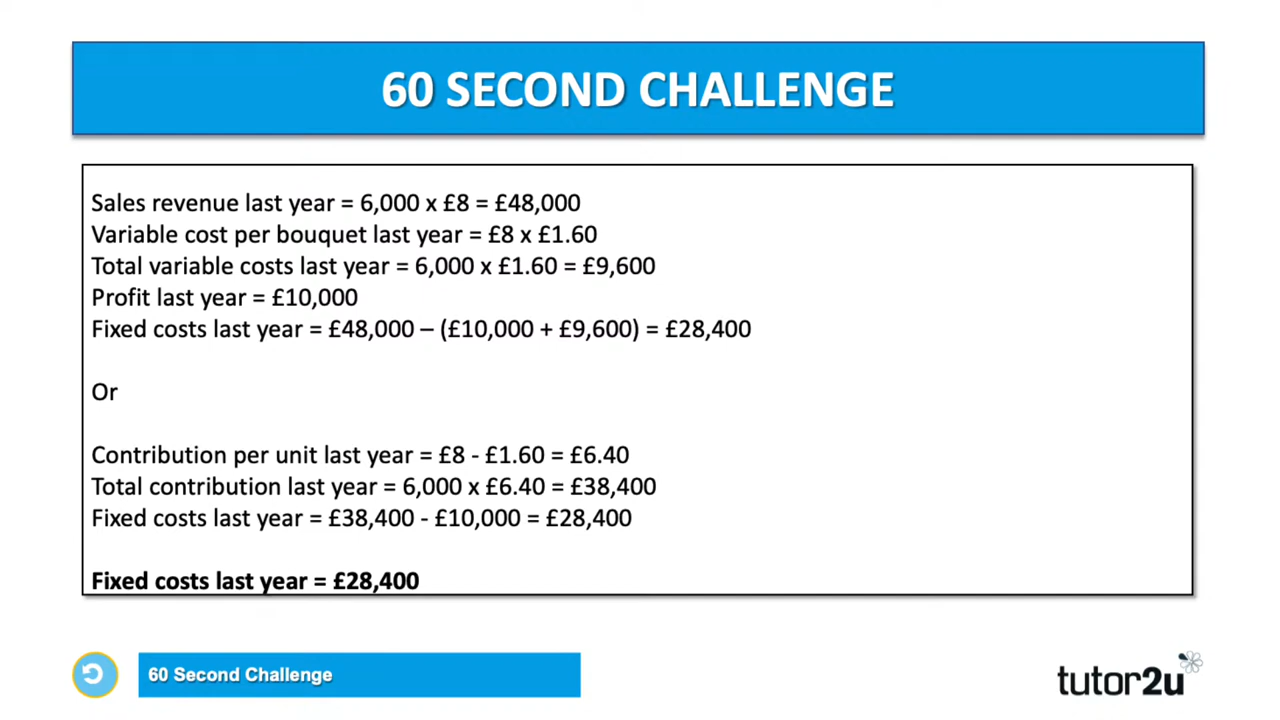 60 SECOND CHALLENGE
Sales revenue last year = 6,000 x £8 = £48,000
Variable cost per bouquet last year = £8 x £1.60
Total variable costs last year = 6,000 x £1.60 = £9,600
Profit last year = £10,000
Fixed costs last year = £48,000 – (£10,000 + £9,600) = £28,400
Or
Contribution per unit last year = £8 - £1.60 = £6.40
Total contribution last year = 6,000 x £6.40 = £38,400
Fixed costs last year = £38,400 - £10,000 = £28,400
Fixed costs last year = £28,400
60 Second Challenge
tutor2u